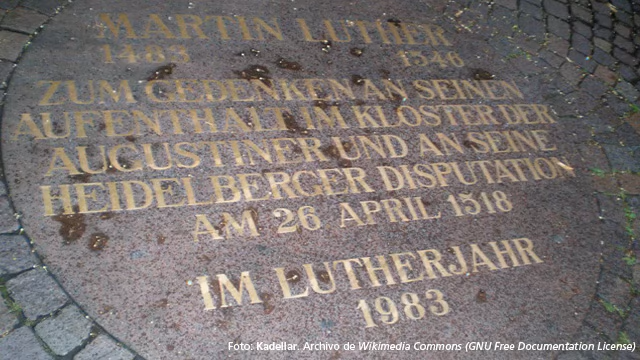 MARTIN LUTHER
1483 1546
ZUM GEDENKEN AN SEINEN
AUFENTHALT IM KLOSTER DER
AUGUSTINER UND AN SEINE
HEIDELBERGER DISPUTATION
AM 26 APRIL 1518
IM LUTHERJAHR
1983
Foto: Kadellar. Archivo de Wikimedia Commons (GNU Free Documentation License)